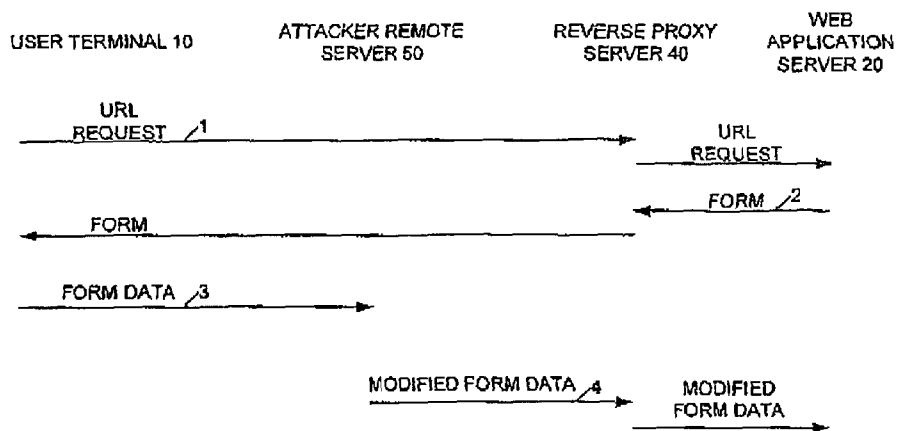 USER TERMINAL 10
ATTACKER REMOTE
SERVER 50
REVERSE PROXY
SERVER 40
WEB
APPLICATION
SERVER 20
URL
REQUEST 1
URL
REQUEST
FORM 2
FORM
FORM DATA 3
MODIFIED FORM DATA 4
MODIFIED
FORM DATA